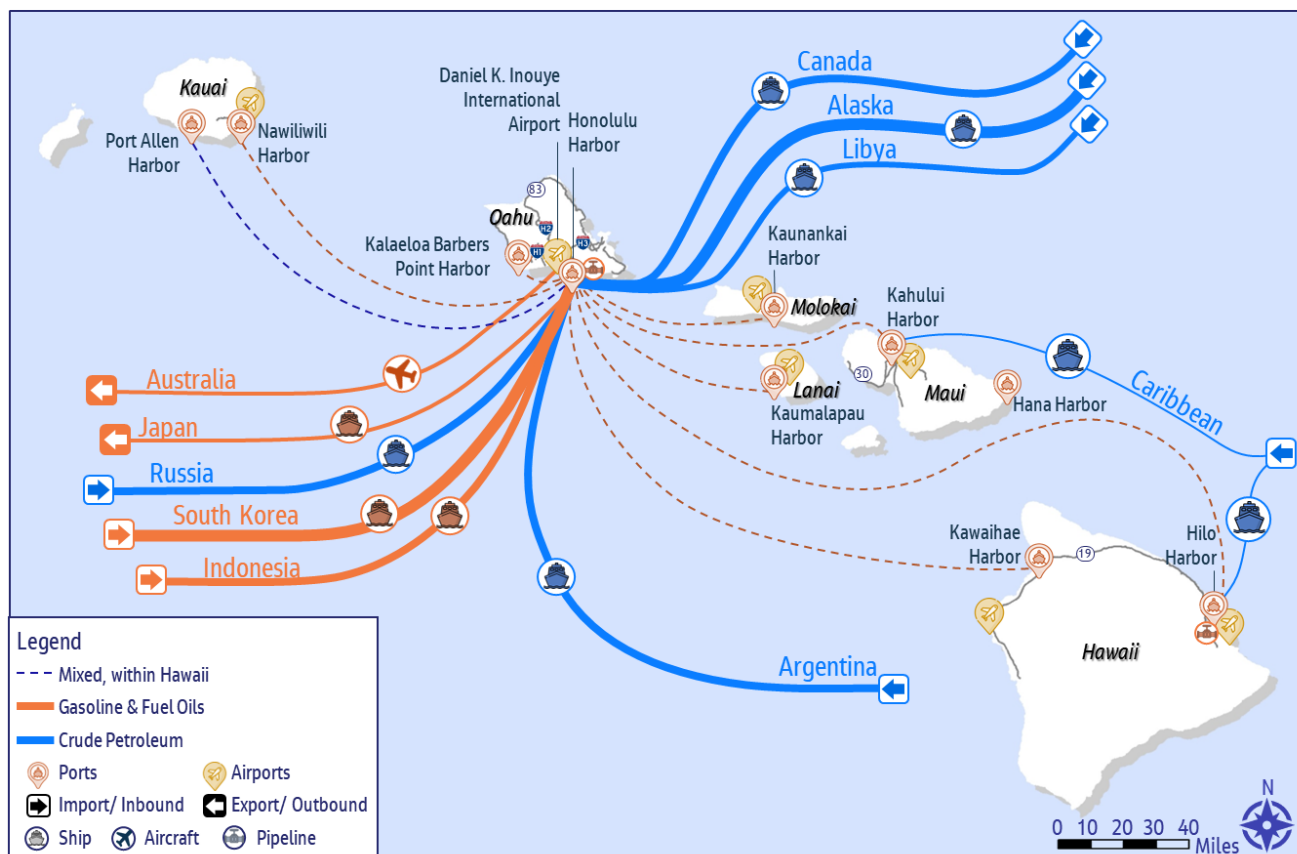 Canada
Daniel K. Inouye
International
Airport
Kauai
Alaska
Honolulu
Harbor
Port Allen
Harbor
Nawiliwili
Harbor
Libya
83
Oahu
H2
H1
H3
Kaunankai
Harbor
Kalaeloa Barbers
Point Harbor
Molokai
Kahului
Harbor
Australia
30
Lanai
Maui
Caribbean
Kaumalapau
Harbor
Hana Harbor
Japan
Russia
South Korea
Kawaihae
Harbor
19
Hilo
Harbor
Indonesia
Argentina
Hawaii
Legend
Mixed, within Hawaii
Gasoline & Fuel Oils
Crude Petroleum
Ports
Airports
Import/ Inbound
Export/ Outbound
Ship
Aircraft
Pipeline
N
0 10 20 30 40
Miles